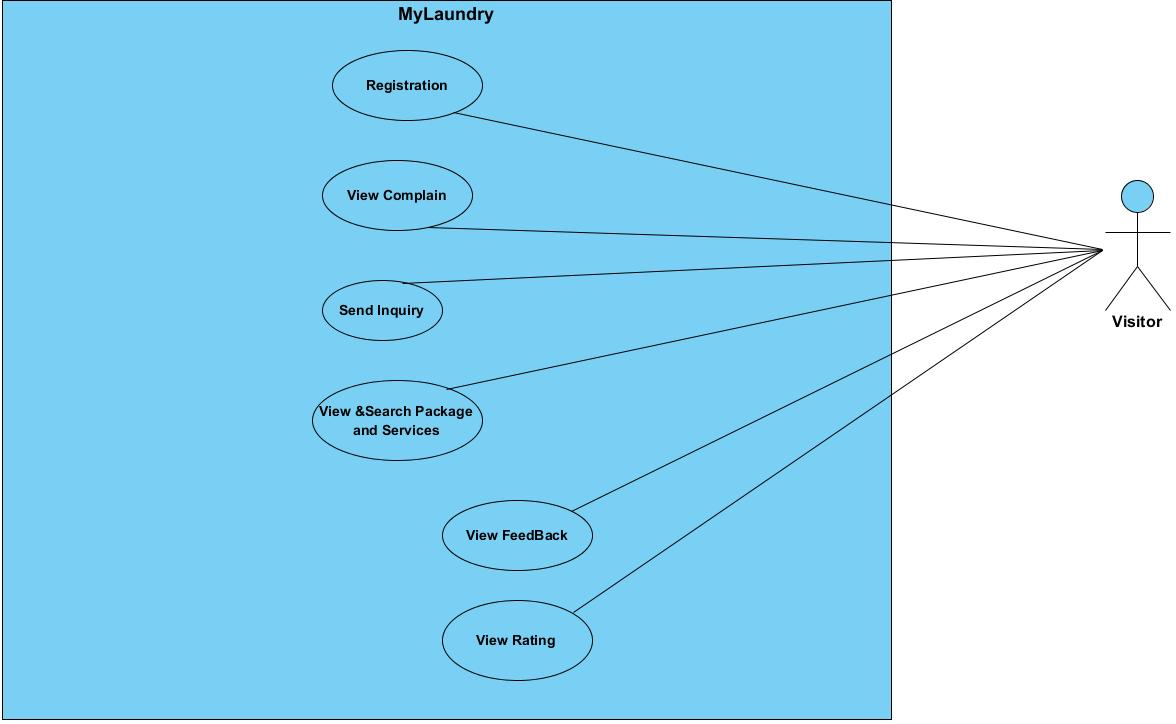 MyLaundry
Registration
View Complain
Send Inquiry
Visitor
View &Search Package
and Services
View FeedBack
View Rating